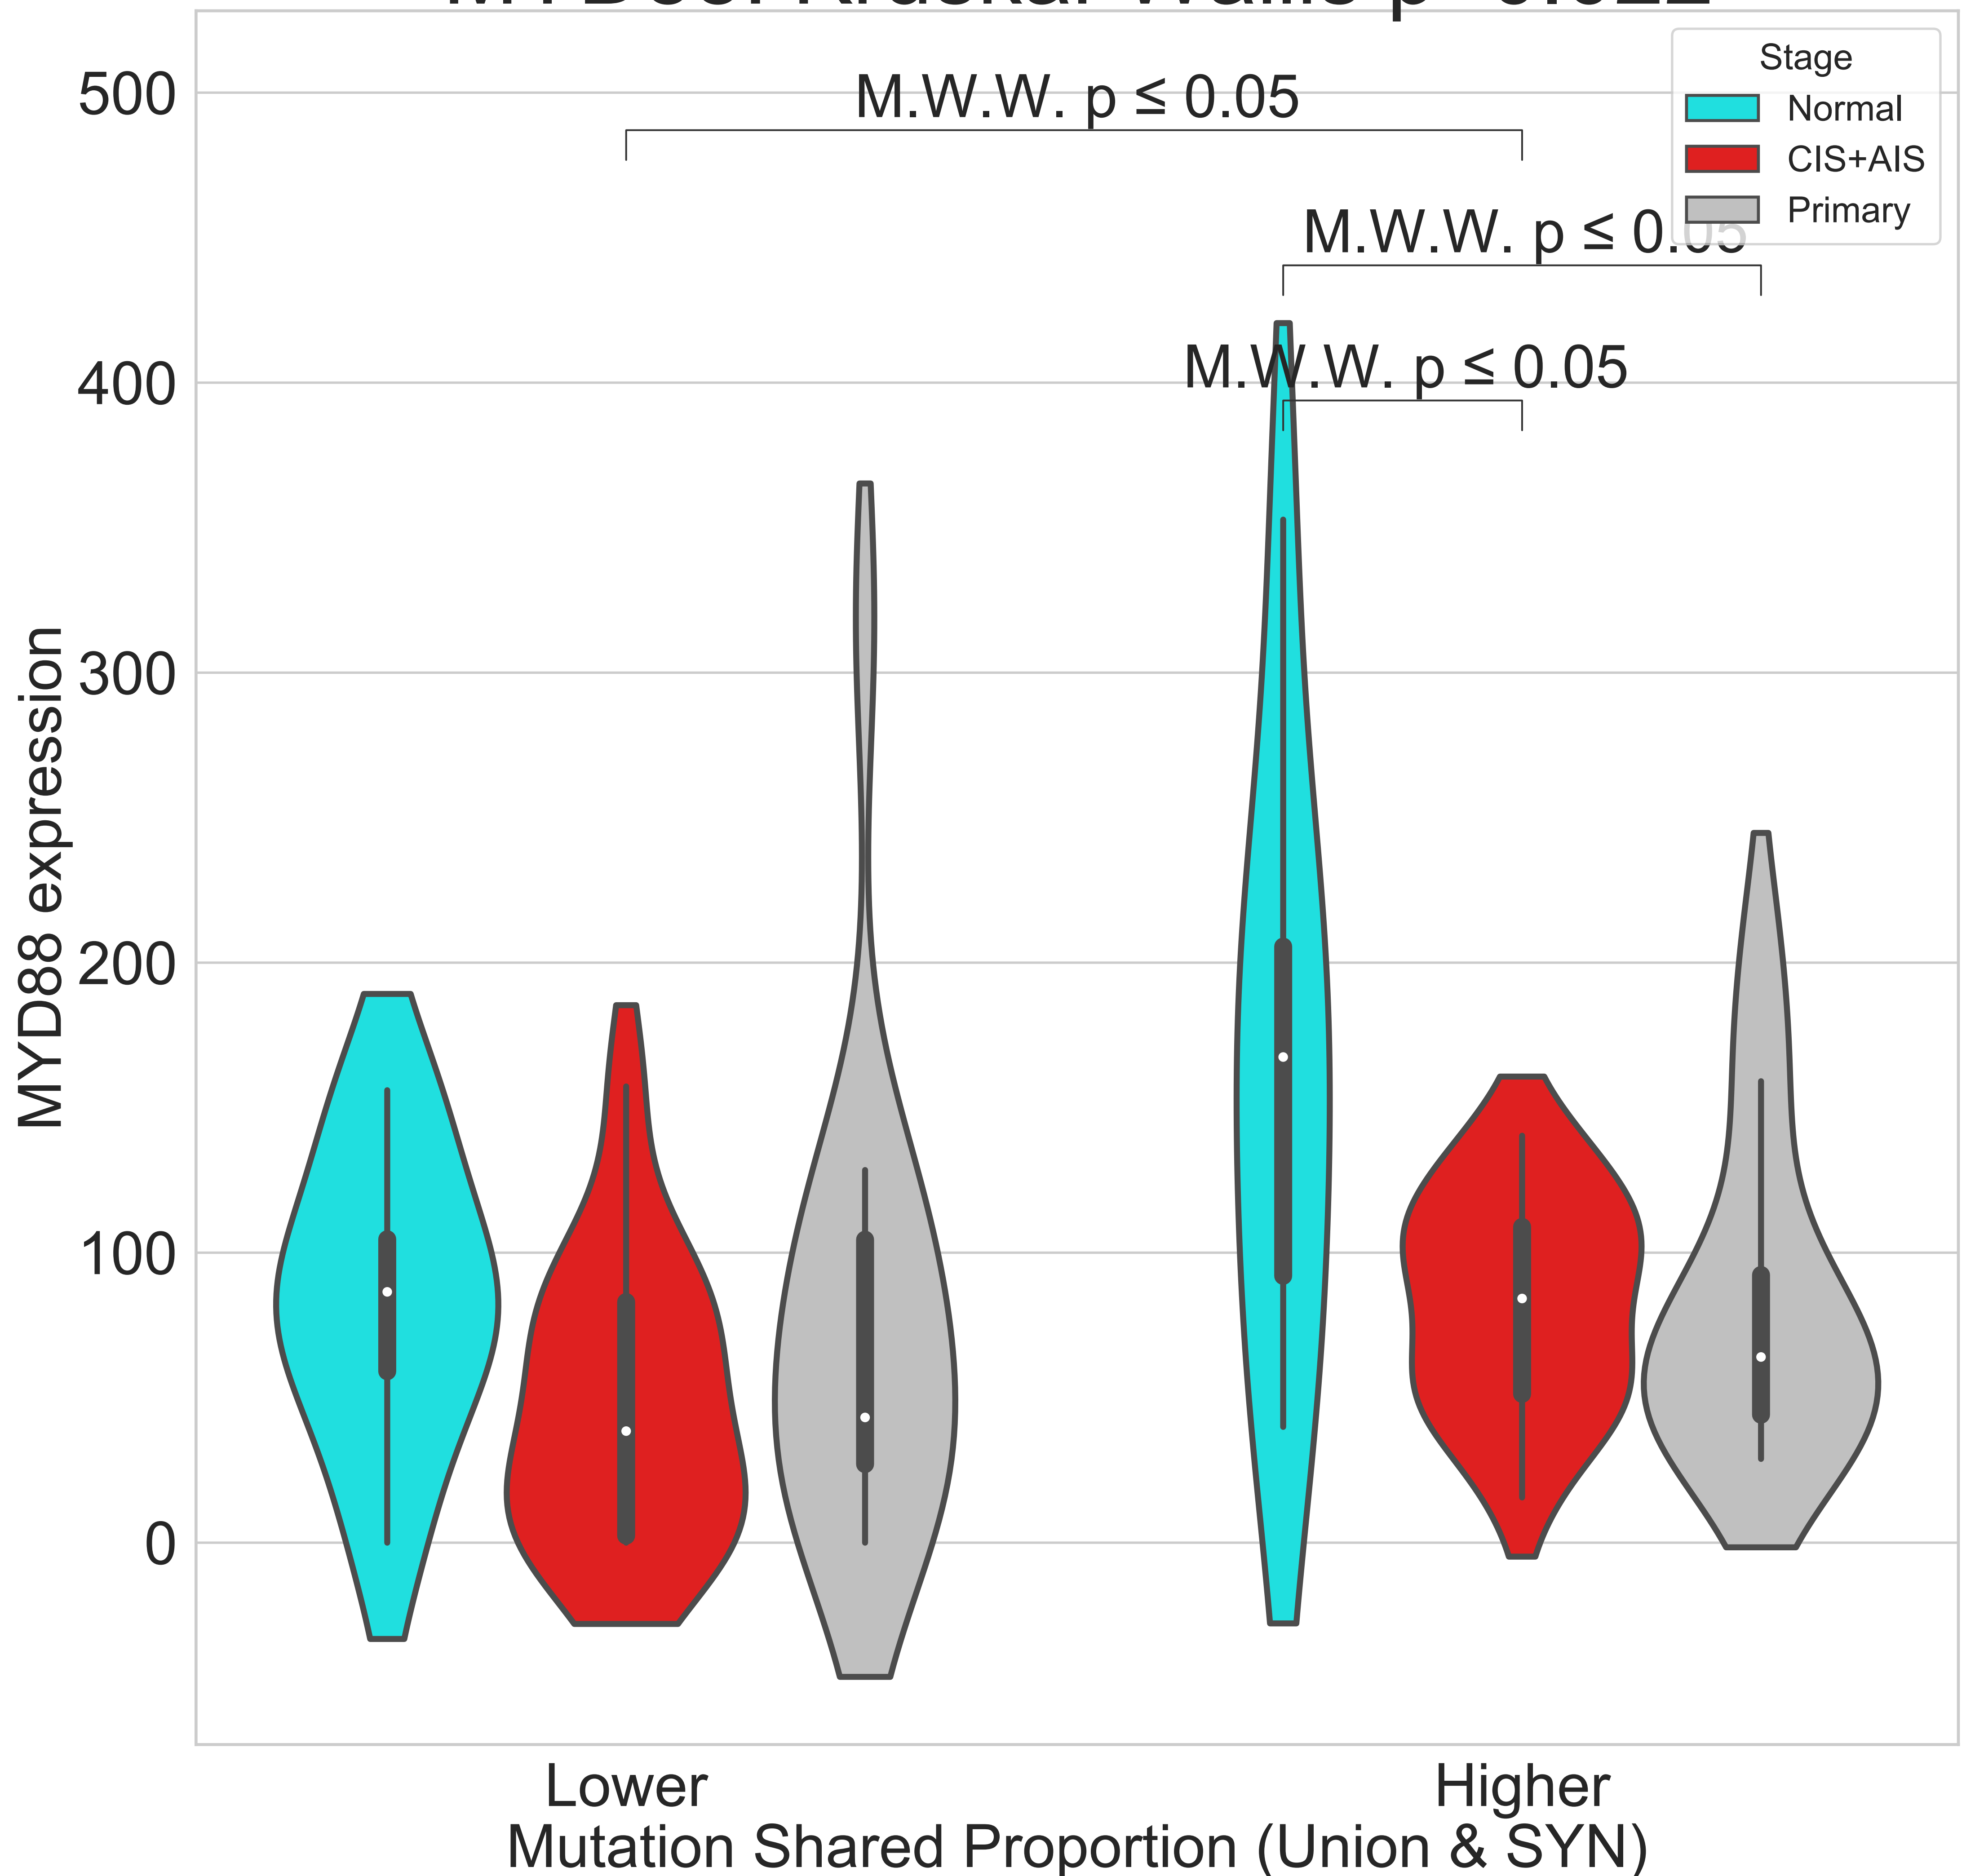 M.W.W. p ≤ 0.05
M.W.W. p ≤ 0.05
M.W.W. p ≤ 0.05
Stage
Normal
CIS+AIS
Primary
MYD88 expression
500
400
300
200
100
0
Lower
Higher
Mutation Shared Proportion (Union & SYN)